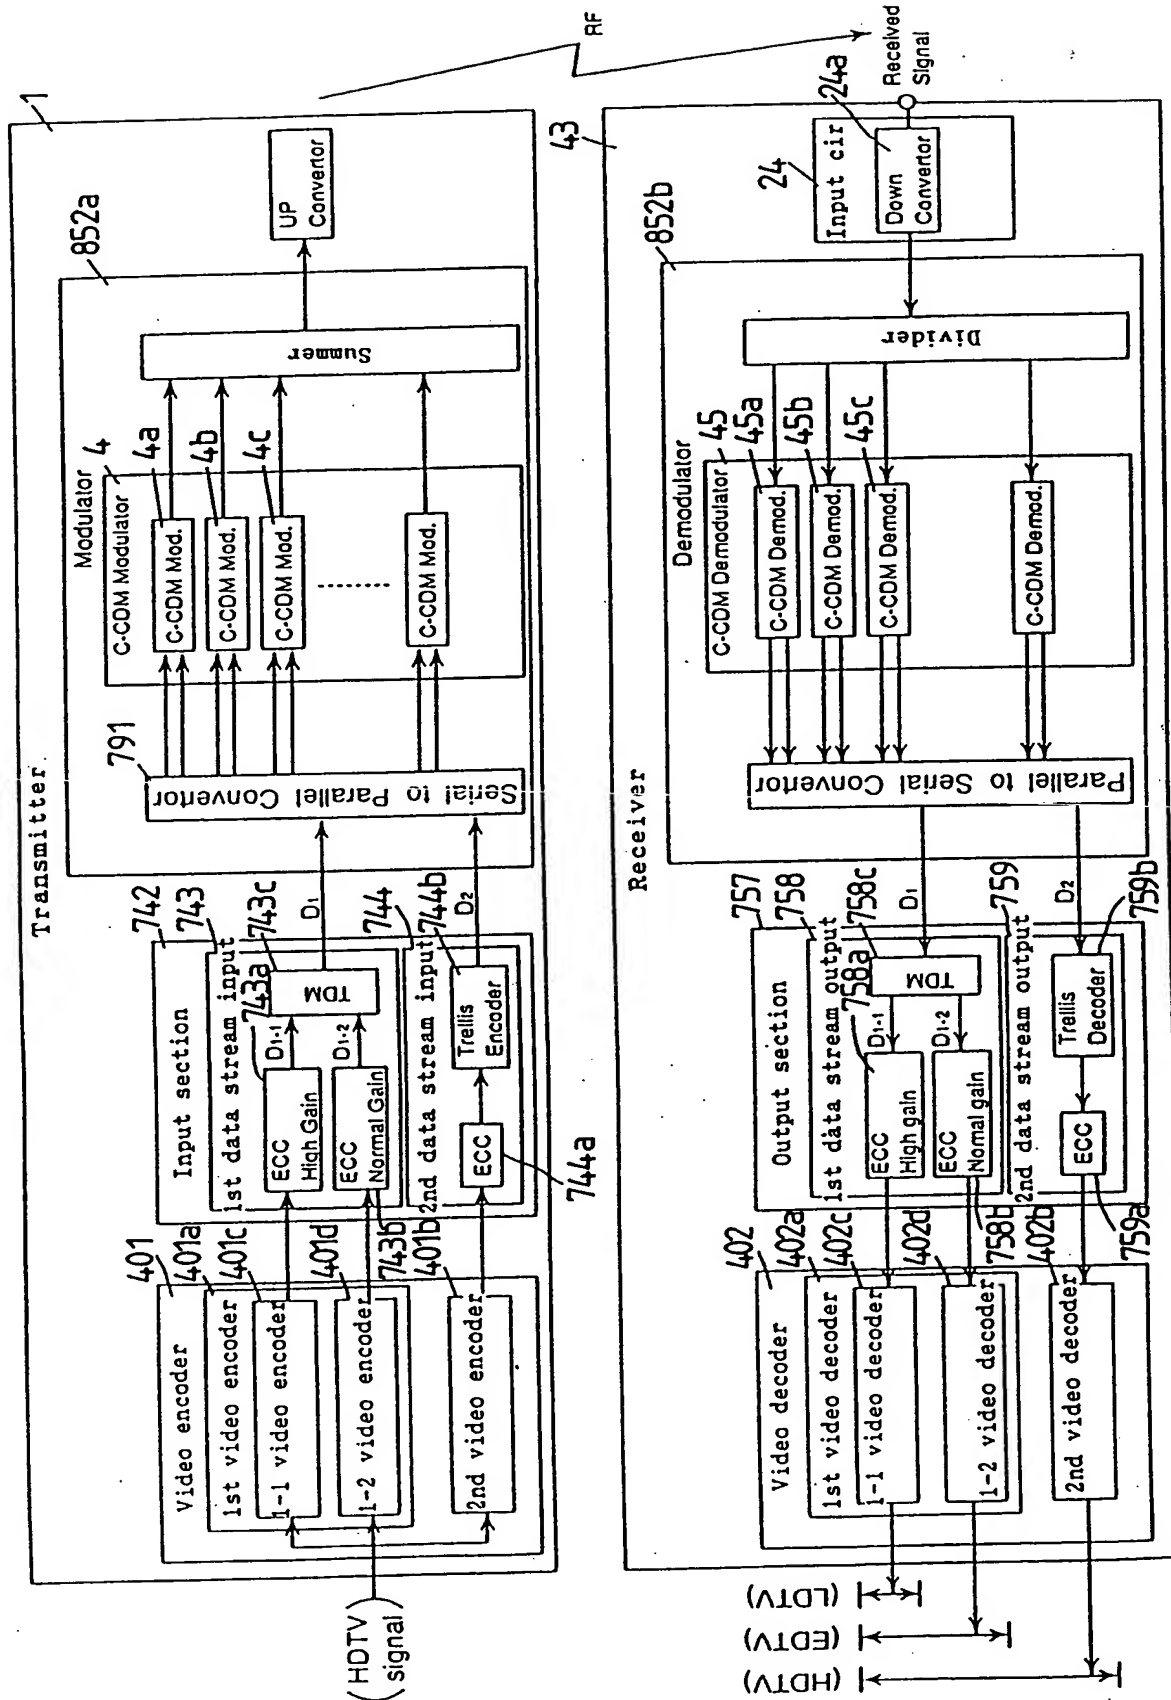 Transmitter
1
(HDTV signal)
Video encoder
401
1st video encoder
401a
1-1 video encoder
401c
1-2 video encoder
401d
2nd video encoder
401b
Input section
742
1st data stream input
743
ECC High Gain
743a
ECC Normal Gain
743b
D1-1
D1-2
TDM
743c
2nd data stream input
744
ECC
744a
Trellis Encoder
744b
D1
D2
Modulator
852a
Serial to Parallel Convertor
791
C-CDM Modulator
4
C-CDM Mod.
4a
C-CDM Mod.
4b
C-CDM Mod.
4c
C-CDM Mod.
Summer
UP Convertor
RF
Receiver
43
Received Signal
Input cir
24
Down Convertor
24a
Demodulator
852b
Divider
C-CDM Demodulator
45
C-CDM Demod.
45a
C-CDM Demod.
45b
C-CDM Demod.
45c
C-CDM Demod.
Parallel to Serial Convertor
D1
D2
Output section
757
1st data stream output
758
TDM
758c
D1-1
D1-2
ECC High gain
758a
ECC Normal gain
758b
2nd data stream output
759
Trellis Decoder
759b
ECC
759a
Video decoder
402
1st video decoder
402a
1-1 video decoder
402c
1-2 video decoder
402d
2nd video decoder
402b
(LDTV)
(EDTV)
(HDTV)